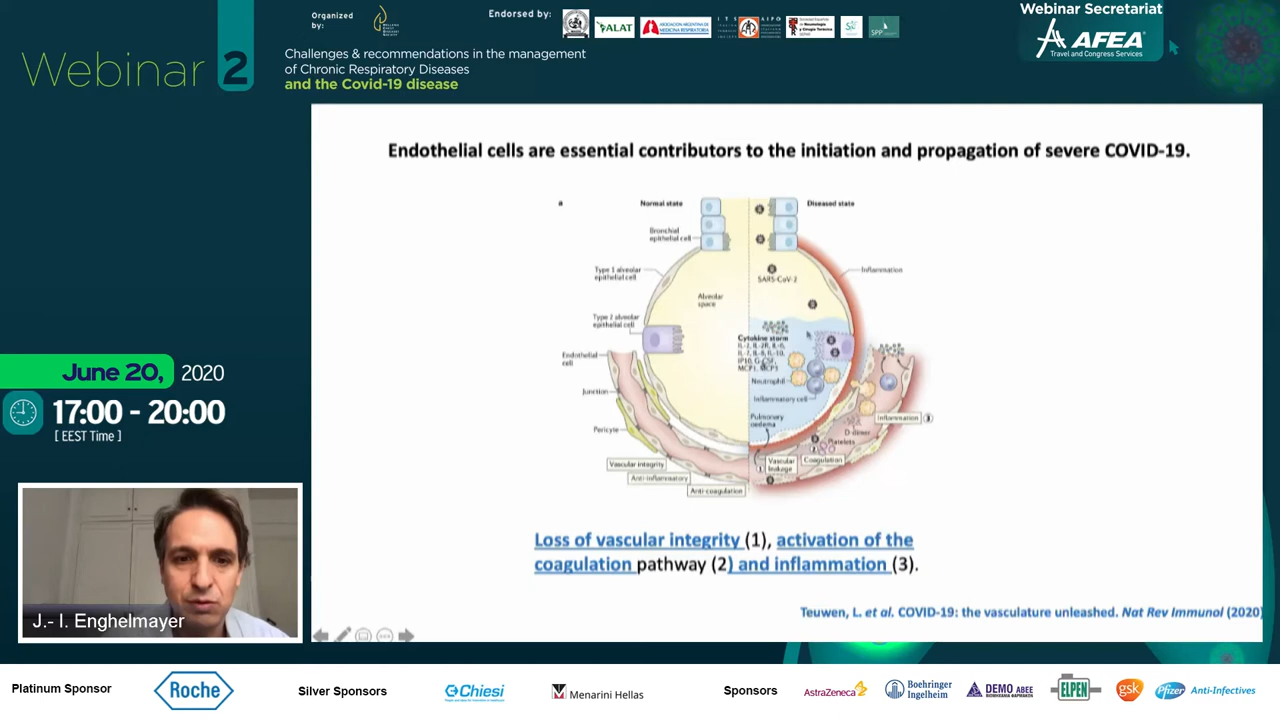 Webinar 2
Organized
by:
Endorsed by:
ALAT
ASOCIACION ARGENTINA DE
MEDICINA RESPIRATORIA
SPP
Challenges & recommendations in the management
of Chronic Respiratory Diseases
and the Covid-19 disease
Webinar Secretariat
AFEA
Travel and Congress Services
Endothelial cells are essential contributors to the initiation and propagation of severe COVID-19.
a
Normal state
Diseased state
Bronchial
epithelial cell
Type 1 alveolar
epithelial cell
Inflammation
SARS-CoV-2
Alveolar
space
Type 2 alveolar
epithelial cell
Cytokine storm
IL-2, IL-2R, IL-6,
IL-7, IL-8, IL-10,
IP10, G-CSF,
MCP1, MCP3
Endothelial
cell
Neutrophil
Junction
Inflammatory cell
Pulmonary
oedema
Inflammation 3
Pericyte
D-dimer
Platelets
2
Vascular integrity
1 Vascular
leakage
Coagulation
Anti-inflammatory
Anti-coagulation
Loss of vascular integrity (1), activation of the
coagulation pathway (2) and inflammation (3).
Teuwen, L. et al. COVID-19: the vasculature unleashed. Nat Rev Immunol (2020)
June 20, 2020
17:00 - 20:00
[ EEST Time ]
J.- I. Enghelmayer
Platinum Sponsor
Roche
Silver Sponsors
Chiesi
Menarini Hellas
Sponsors
AstraZeneca
Boehringer
Ingelheim
DEMO ABEE
ELPEN
gsk
Pfizer Anti-Infectives